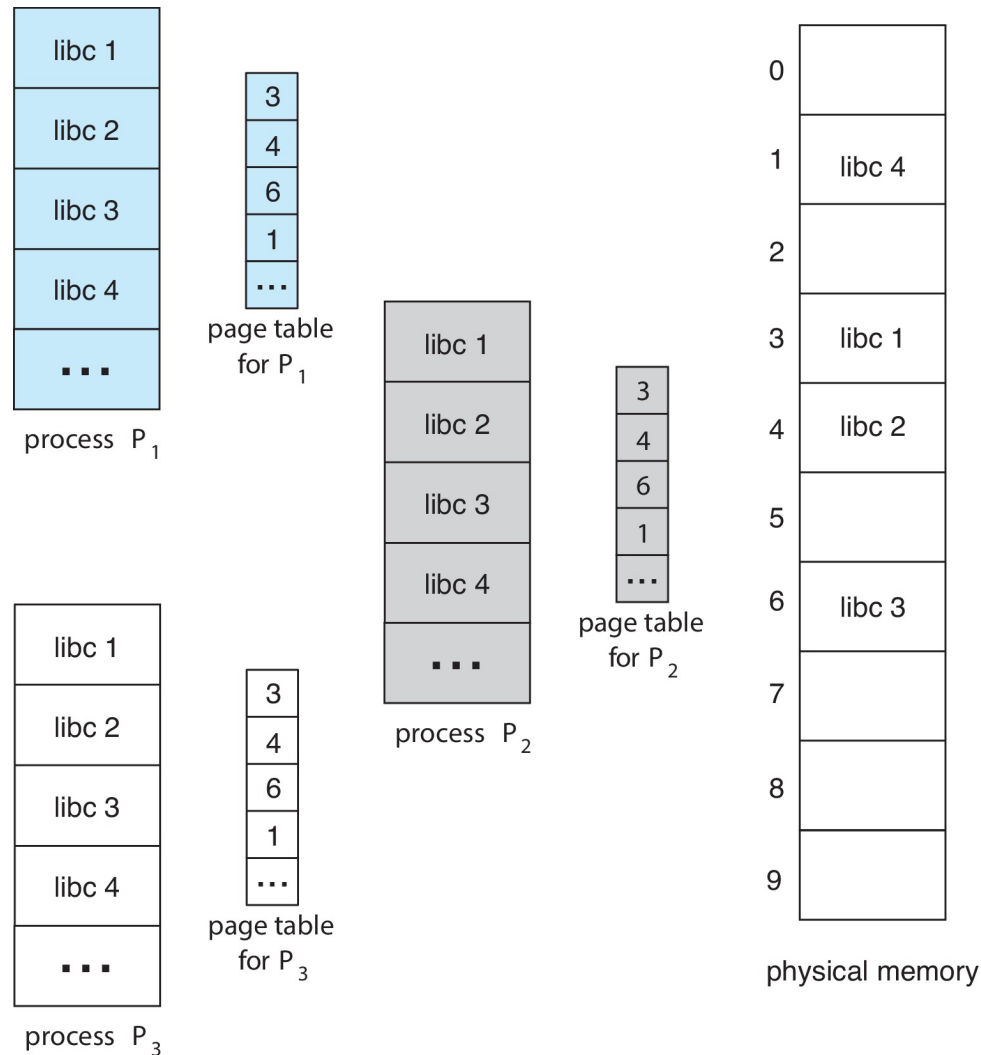 libc 1
libc 2
libc 3
libc 4
...
process P1
3
4
6
1
...
page table
for P1
libc 1
libc 2
libc 3
libc 4
...
process P2
3
4
6
1
...
page table
for P2
libc 1
libc 2
libc 3
libc 4
...
process P3
3
4
6
1
...
page table
for P3
0
1 libc 4
2
3 libc 1
4 libc 2
5
6 libc 3
7
8
9
physical memory